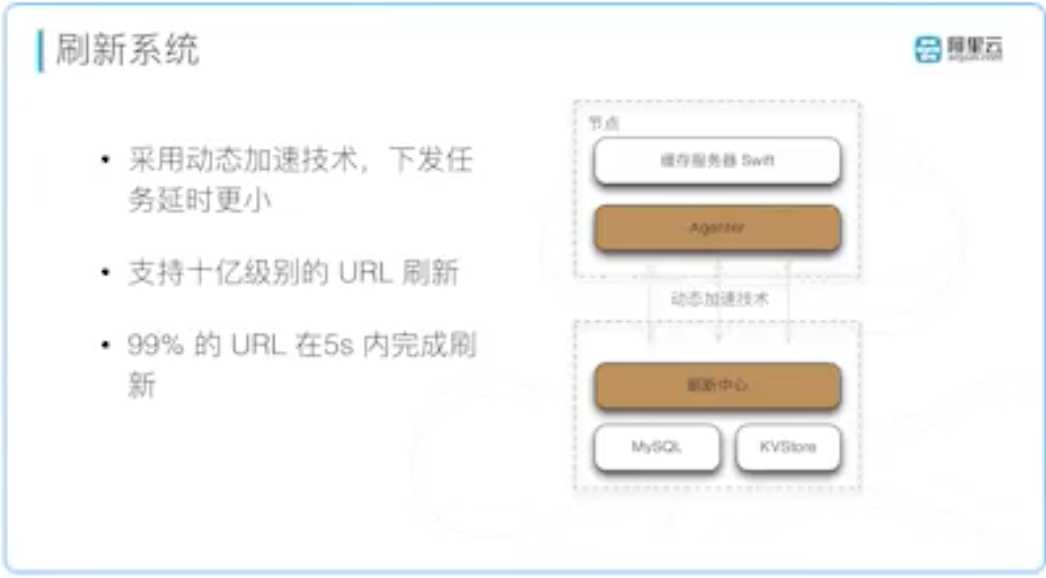 刷新系统
阿里云
aliyun.com
采用动态加速技术，下发任
务延时更小
支持十亿级别的 URL 刷新
99% 的 URL 在5s 内完成刷
新
节点
缓存服务器 Swift
Agenter
动态加速技术
刷新中心
MySQL
KVStore